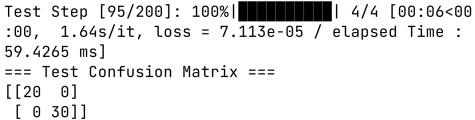 Test Step [95/200]: 100%|██████████| 4/4 [00:06<00
:00,  1.64s/it, loss = 7.113e-05 / elapsed Time :
59.4265 ms]
=== Test Confusion Matrix ===
[[20  0]
 [ 0 30]]